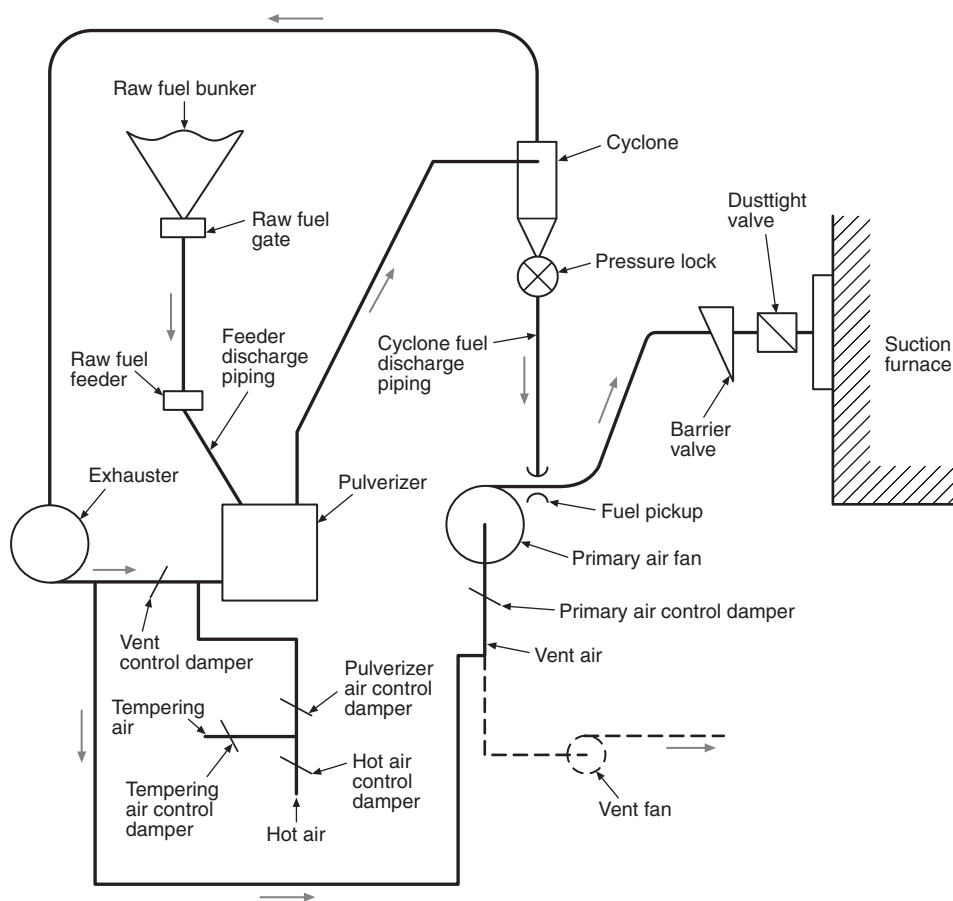 Raw fuel bunker
Cyclone
Dusttight
valve
Raw fuel
gate
Pressure lock
Feeder
discharge
piping
Cyclone fuel
discharge
piping
Raw fuel
feeder
Suction
furnace
Barrier
valve
Exhauster
Pulverizer
Fuel pickup
Primary air fan
Primary air control damper
Vent
control damper
Vent air
Pulverizer
air control
damper
Tempering
air
Hot air
control
damper
Tempering
air control
damper
Hot air
Vent fan